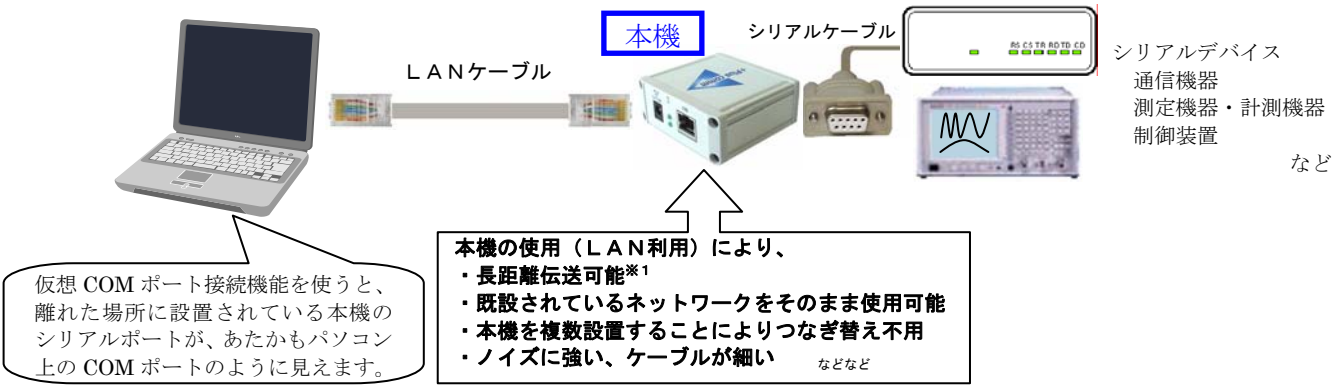 本機
シリアルケーブル
LANケーブル
RS CS TR RD TD CD
シリアルデバイス
通信機器
測定機器・計測機器
制御装置
など
仮想 COM ポート接続機能を使うと、
離れた場所に設置されている本機の
シリアルポートが、あたかもパソコン
上の COM ポートのように見えます。
本機の使用（LAN利用）により、
・長距離伝送可能※1
・既設されているネットワークをそのまま使用可能
・本機を複数設置することによりつなぎ替え不用
・ノイズに強い、ケーブルが細い などなど